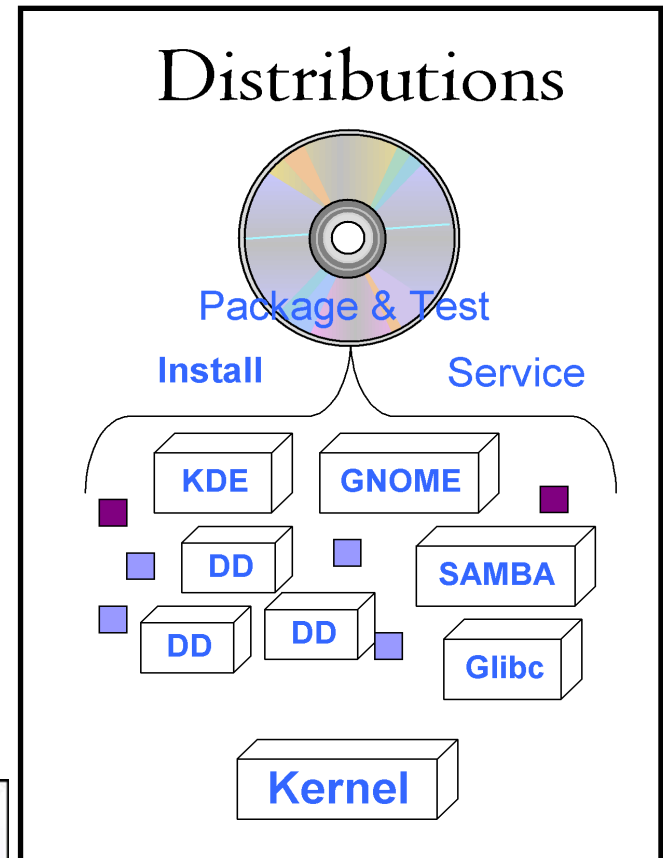 Distributions
Package & Test
Install
Service
KDE
GNOME
DD
SAMBA
DD
DD
Glibc
Kernel